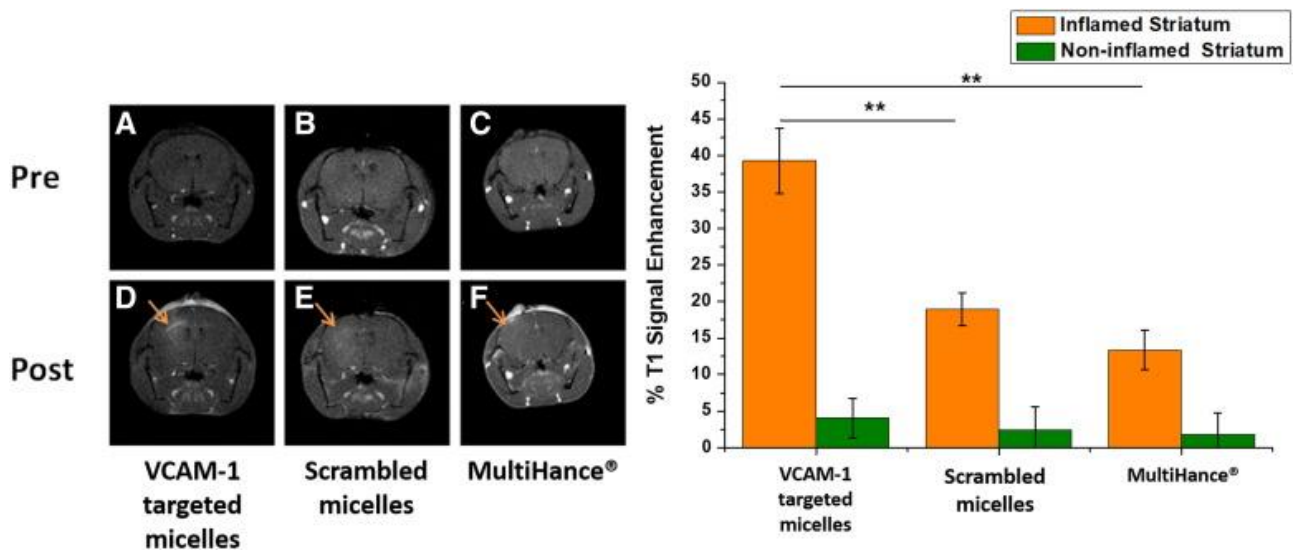 Inflamed Striatum
Non-inflamed Striatum
Pre
A
B
C
Post
D
E
F
VCAM-1
targeted
micelles
Scrambled
micelles
MultiHance®
% T1 Signal Enhancement
50
45
40
35
30
25
20
15
10
5
0
**
**
VCAM-1
targeted
micelles
Scrambled
micelles
MultiHance®